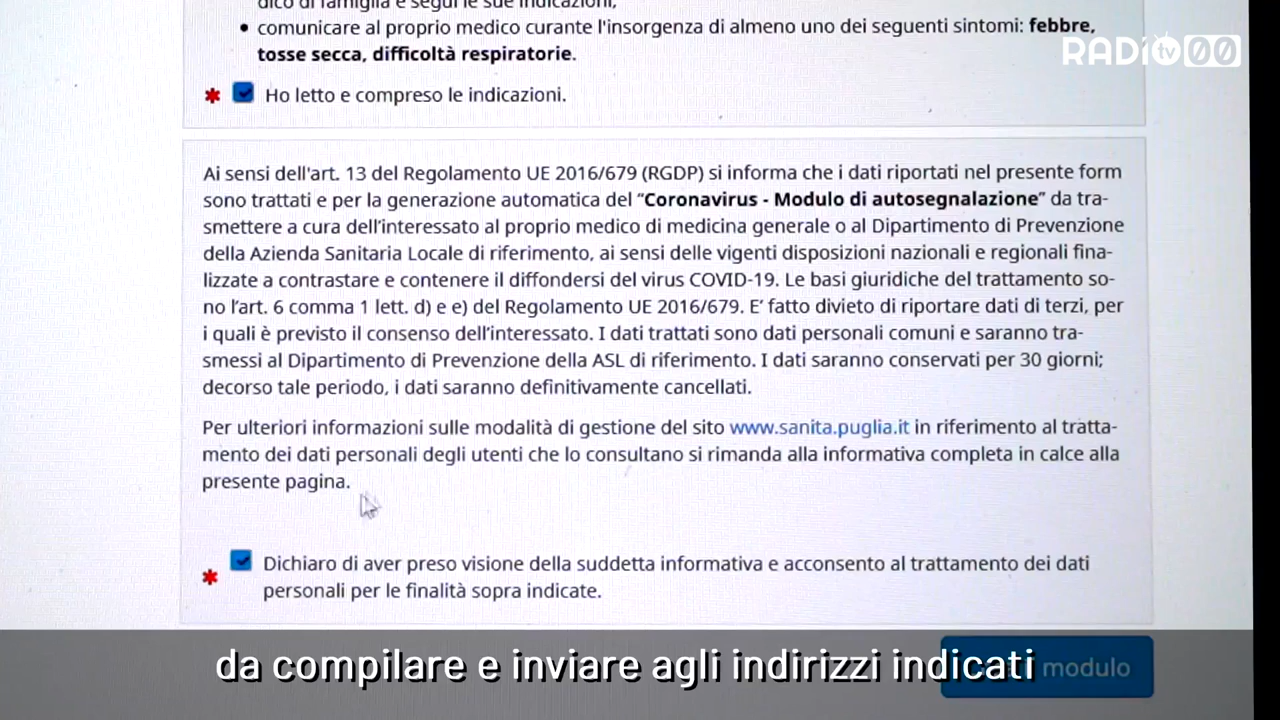 dico di famiglia e segui le sue indicazioni;
• comunicare al proprio medico curante l'insorgenza di almeno uno dei seguenti sintomi: febbre,
tosse secca, difficoltà respiratorie.
RADIO tv 00
* Ho letto e compreso le indicazioni.
Ai sensi dell'art. 13 del Regolamento UE 2016/679 (RGDP) si informa che i dati riportati nel presente form
sono trattati e per la generazione automatica del “Coronavirus - Modulo di autosegnalazione” da tra-
smettere a cura dell’interessato al proprio medico di medicina generale o al Dipartimento di Prevenzione
della Azienda Sanitaria Locale di riferimento, ai sensi delle vigenti disposizioni nazionali e regionali fina-
lizzate a contrastare e contenere il diffondersi del virus COVID-19. Le basi giuridiche del trattamento so-
no l’art. 6 comma 1 lett. d) e e) del Regolamento UE 2016/679. E’ fatto divieto di riportare dati di terzi, per
i quali è previsto il consenso dell’interessato. I dati trattati sono dati personali comuni e saranno tra-
smessi al Dipartimento di Prevenzione della ASL di riferimento. I dati saranno conservati per 30 giorni;
decorso tale periodo, i dati saranno definitivamente cancellati.
Per ulteriori informazioni sulle modalità di gestione del sito www.sanita.puglia.it in riferimento al tratta-
mento dei dati personali degli utenti che lo consultano si rimanda alla informativa completa in calce alla
presente pagina.
* Dichiaro di aver preso visione della suddetta informativa e acconsento al trattamento dei dati
personali per le finalità sopra indicate.
da compilare e inviare agli indirizzi indicati
modulo